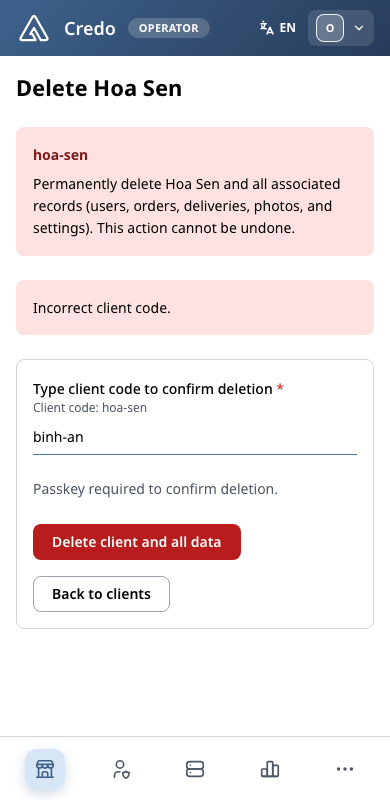 Credo
OPERATOR
EN
O
Delete Hoa Sen
hoa-sen
Permanently delete Hoa Sen and all associated
records (users, orders, deliveries, photos, and
settings). This action cannot be undone.
Incorrect client code.
Type client code to confirm deletion *
Client code: hoa-sen
binh-an
Passkey required to confirm deletion.
Delete client and all data
Back to clients